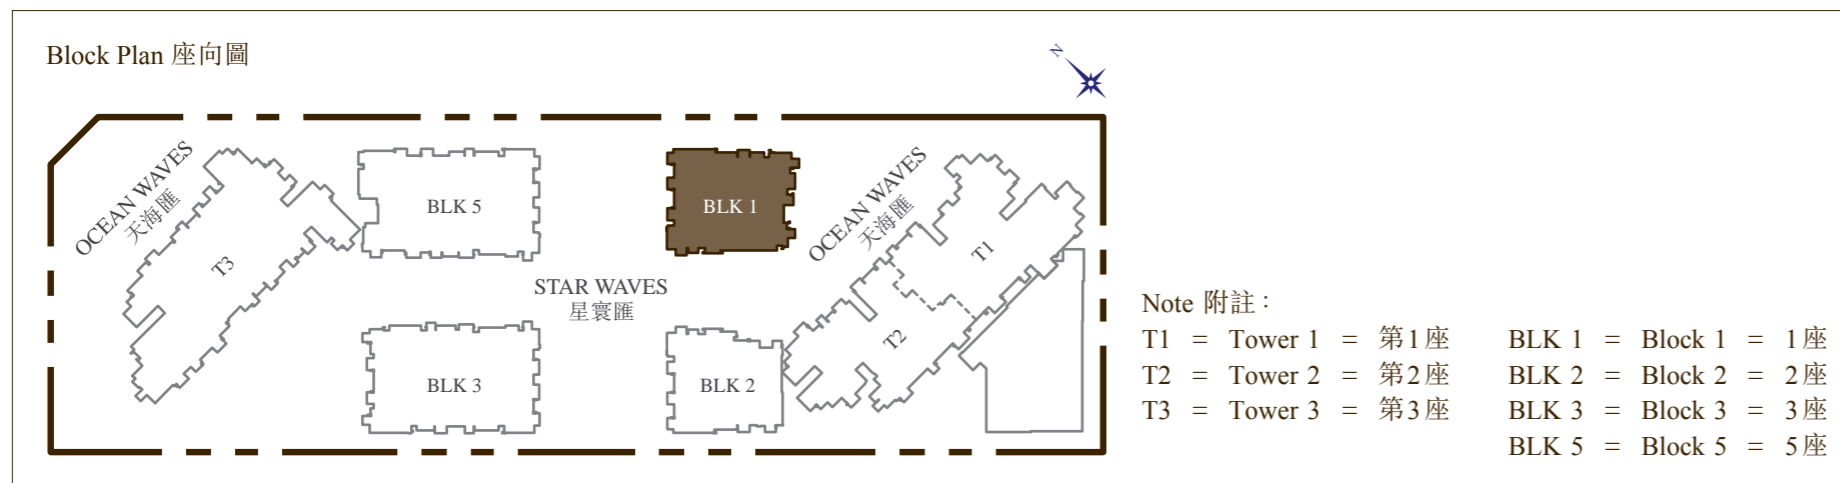 Block Plan 座向圖
N
OCEAN WAVES
天海匯
T3
BLK 5
BLK 1
OCEAN WAVES
天海匯
T1
STAR WAVES
星寰匯
T2
BLK 3
BLK 2
Note 附註：
T1 = Tower 1 = 第1座 BLK 1 = Block 1 = 1座
T2 = Tower 2 = 第2座 BLK 2 = Block 2 = 2座
T3 = Tower 3 = 第3座 BLK 3 = Block 3 = 3座
BLK 5 = Block 5 = 5座